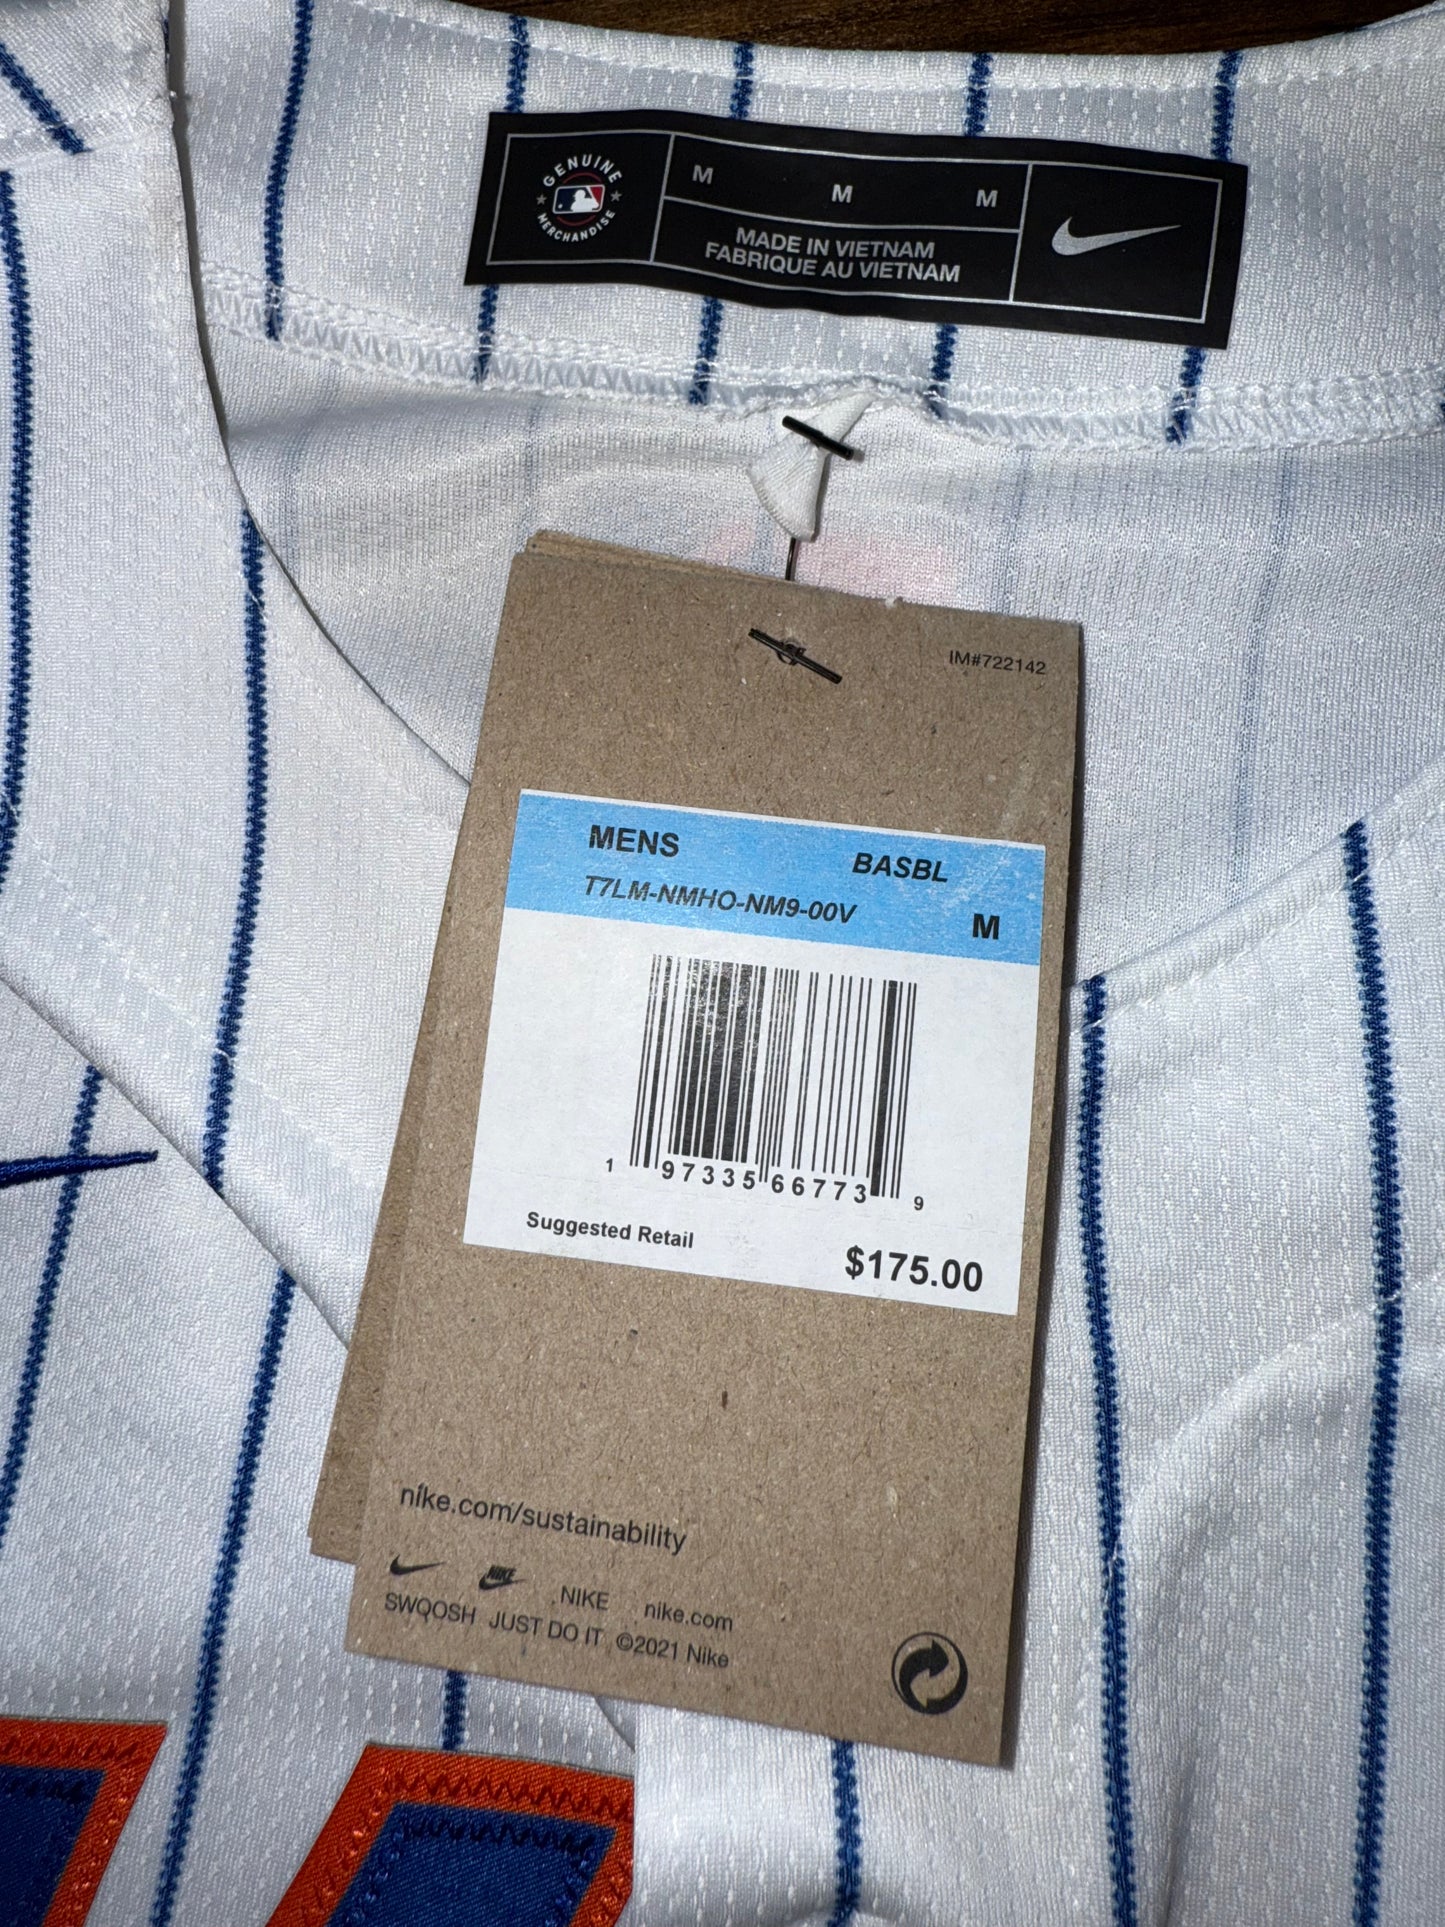 GENUINE
MERCHANDISE
M M M
MADE IN VIETNAM
FABRIQUE AU VIETNAM
IM#722142
MENS BASBL
T7LM-NMHO-NM9-00V M
1 97335 66773 9
Suggested Retail
$175.00
nike.com/sustainability
NIKE NIKE nike.com
SWOOSH JUST DO IT ©2021 Nike